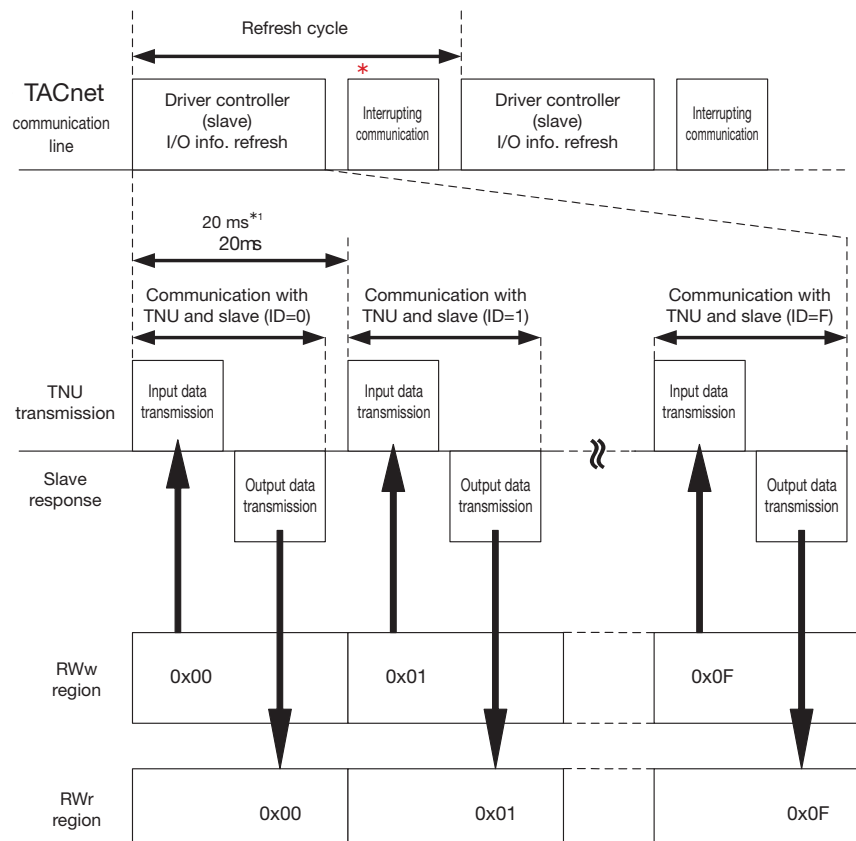 Refresh cycle
*
TACnet
communication
line
Driver controller
(slave)
I/O info. refresh
Interrupting
communication
Driver controller
(slave)
I/O info. refresh
Interrupting
communication
20 ms*1
20ms
Communication with
TNU and slave (ID=0)
Communication with
TNU and slave (ID=1)
Communication with
TNU and slave (ID=F)
TNU
transmission
Input data
transmission
Input data
transmission
Input data
transmission
Slave
response
Output data
transmission
Output data
transmission
Output data
transmission
RWw
region
0x00
0x01
0x0F
RWr
region
0x00
0x01
0x0F